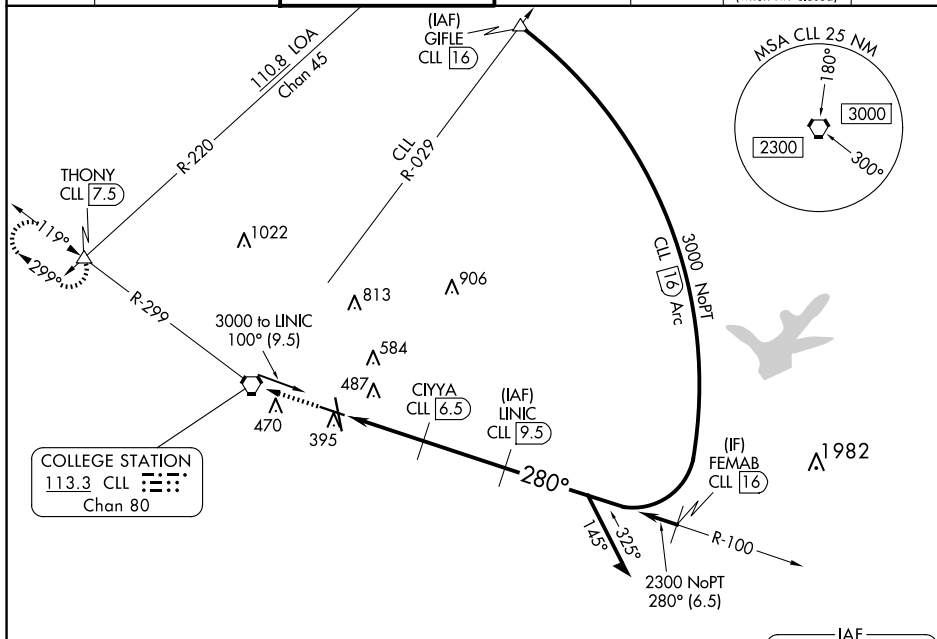 110.8 LOA
Chan 45
(IAF)
GIFLE
CLL 16
MSA CLL 25 NM
180°
3000
2300
300°
R-220
CLL
R-029
THONY
CLL 7.5
119°
299°
1022
3000 NoPT
CLL 16 Arc
906
813
R-299
3000 to LINIC
100° (9.5)
584
487
CIYYA
CLL 6.5
(IAF)
LINIC
CLL 9.5
470
395
COLLEGE STATION
113.3 CLL
Chan 80
280°
(IF)
FEMAB
CLL 16
1982
145°
325°
R-100
2300 NoPT
280° (6.5)
IAF